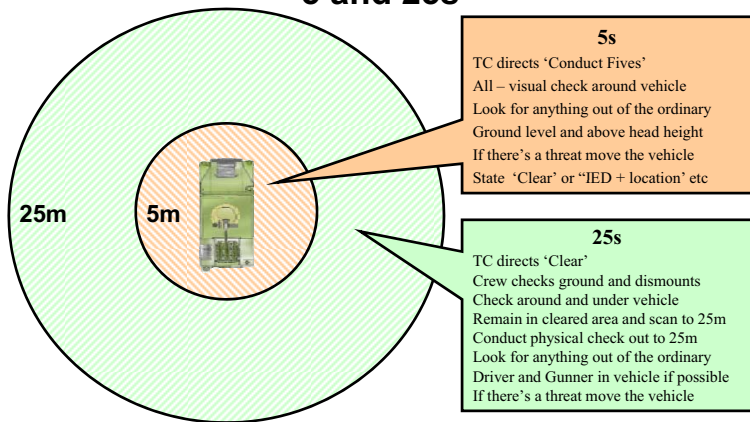 5 and 25s
25m
5m
5s
TC directs ‘Conduct Fives’
All – visual check around vehicle
Look for anything out of the ordinary
Ground level and above head height
If there’s a threat move the vehicle
State ‘Clear’ or “IED + location’ etc
25s
TC directs ‘Clear’
Crew checks ground and dismounts
Check around and under vehicle
Remain in cleared area and scan to 25m
Conduct physical check out to 25m
Look for anything out of the ordinary
Driver and Gunner in vehicle if possible
If there’s a threat move the vehicle